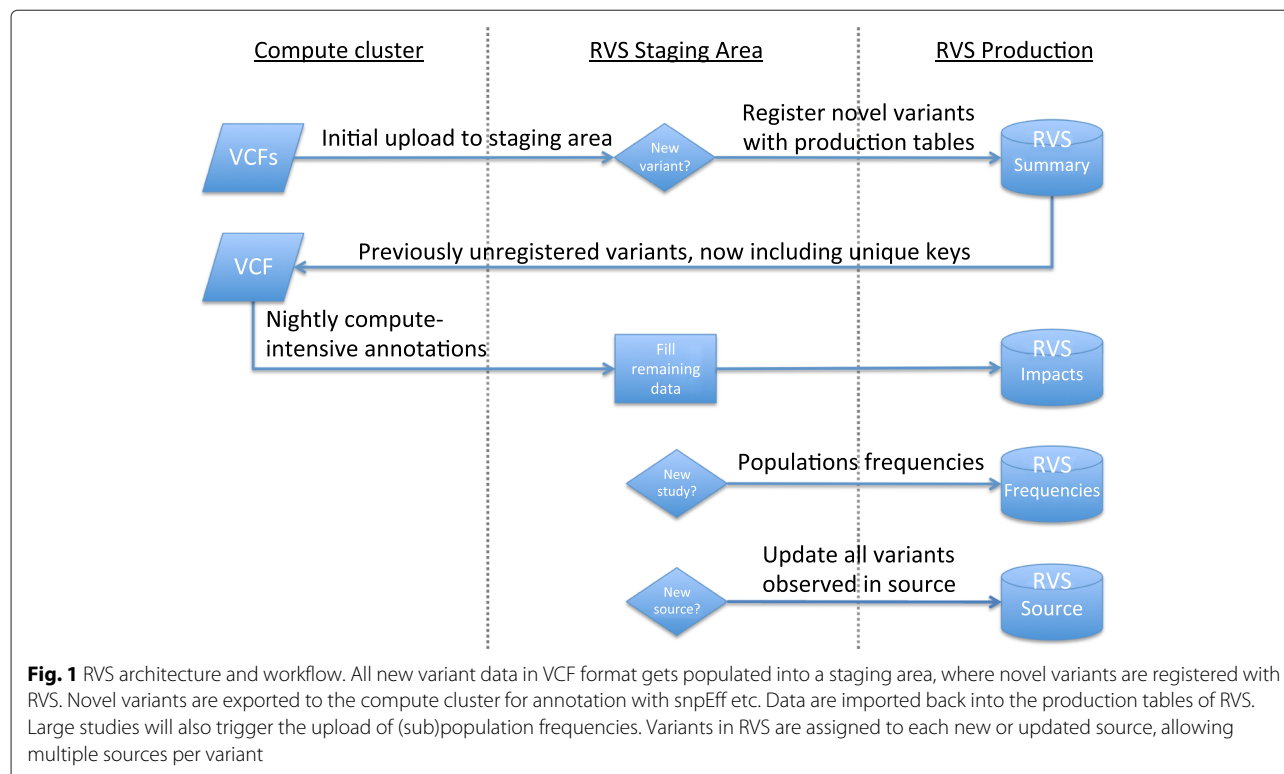 Compute cluster
RVS Staging Area
RVS Production
VCFs
Initial upload to staging area
New
variant?
Register novel variants
with production tables
RVS
Summary
Previously unregistered variants, now including unique keys
VCF
Nightly compute-
intensive annotations
Fill
remaining
data
RVS
Impacts
New
study?
Populations frequencies
RVS
Frequencies
New
source?
Update all variants
observed in source
RVS
Source
Fig. 1 RVS architecture and workflow. All new variant data in VCF format gets populated into a staging area, where novel variants are registered with
RVS. Novel variants are exported to the compute cluster for annotation with snpEff etc. Data are imported back into the production tables of RVS.
Large studies will also trigger the upload of (sub)population frequencies. Variants in RVS are assigned to each new or updated source, allowing
multiple sources per variant